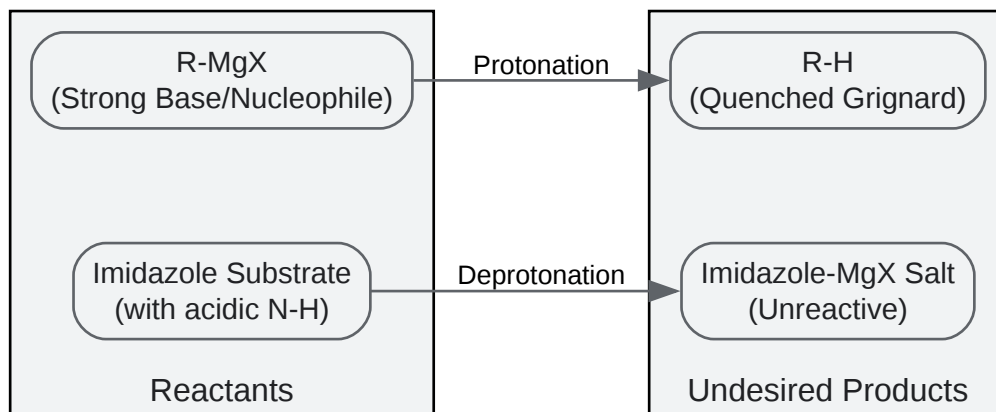 R-MgX
(Strong Base/Nucleophile)
Protonation
R-H
(Quenched Grignard)
Imidazole Substrate
(with acidic N-H)
Deprotonation
Imidazole-MgX Salt
(Unreactive)
Reactants
Undesired Products